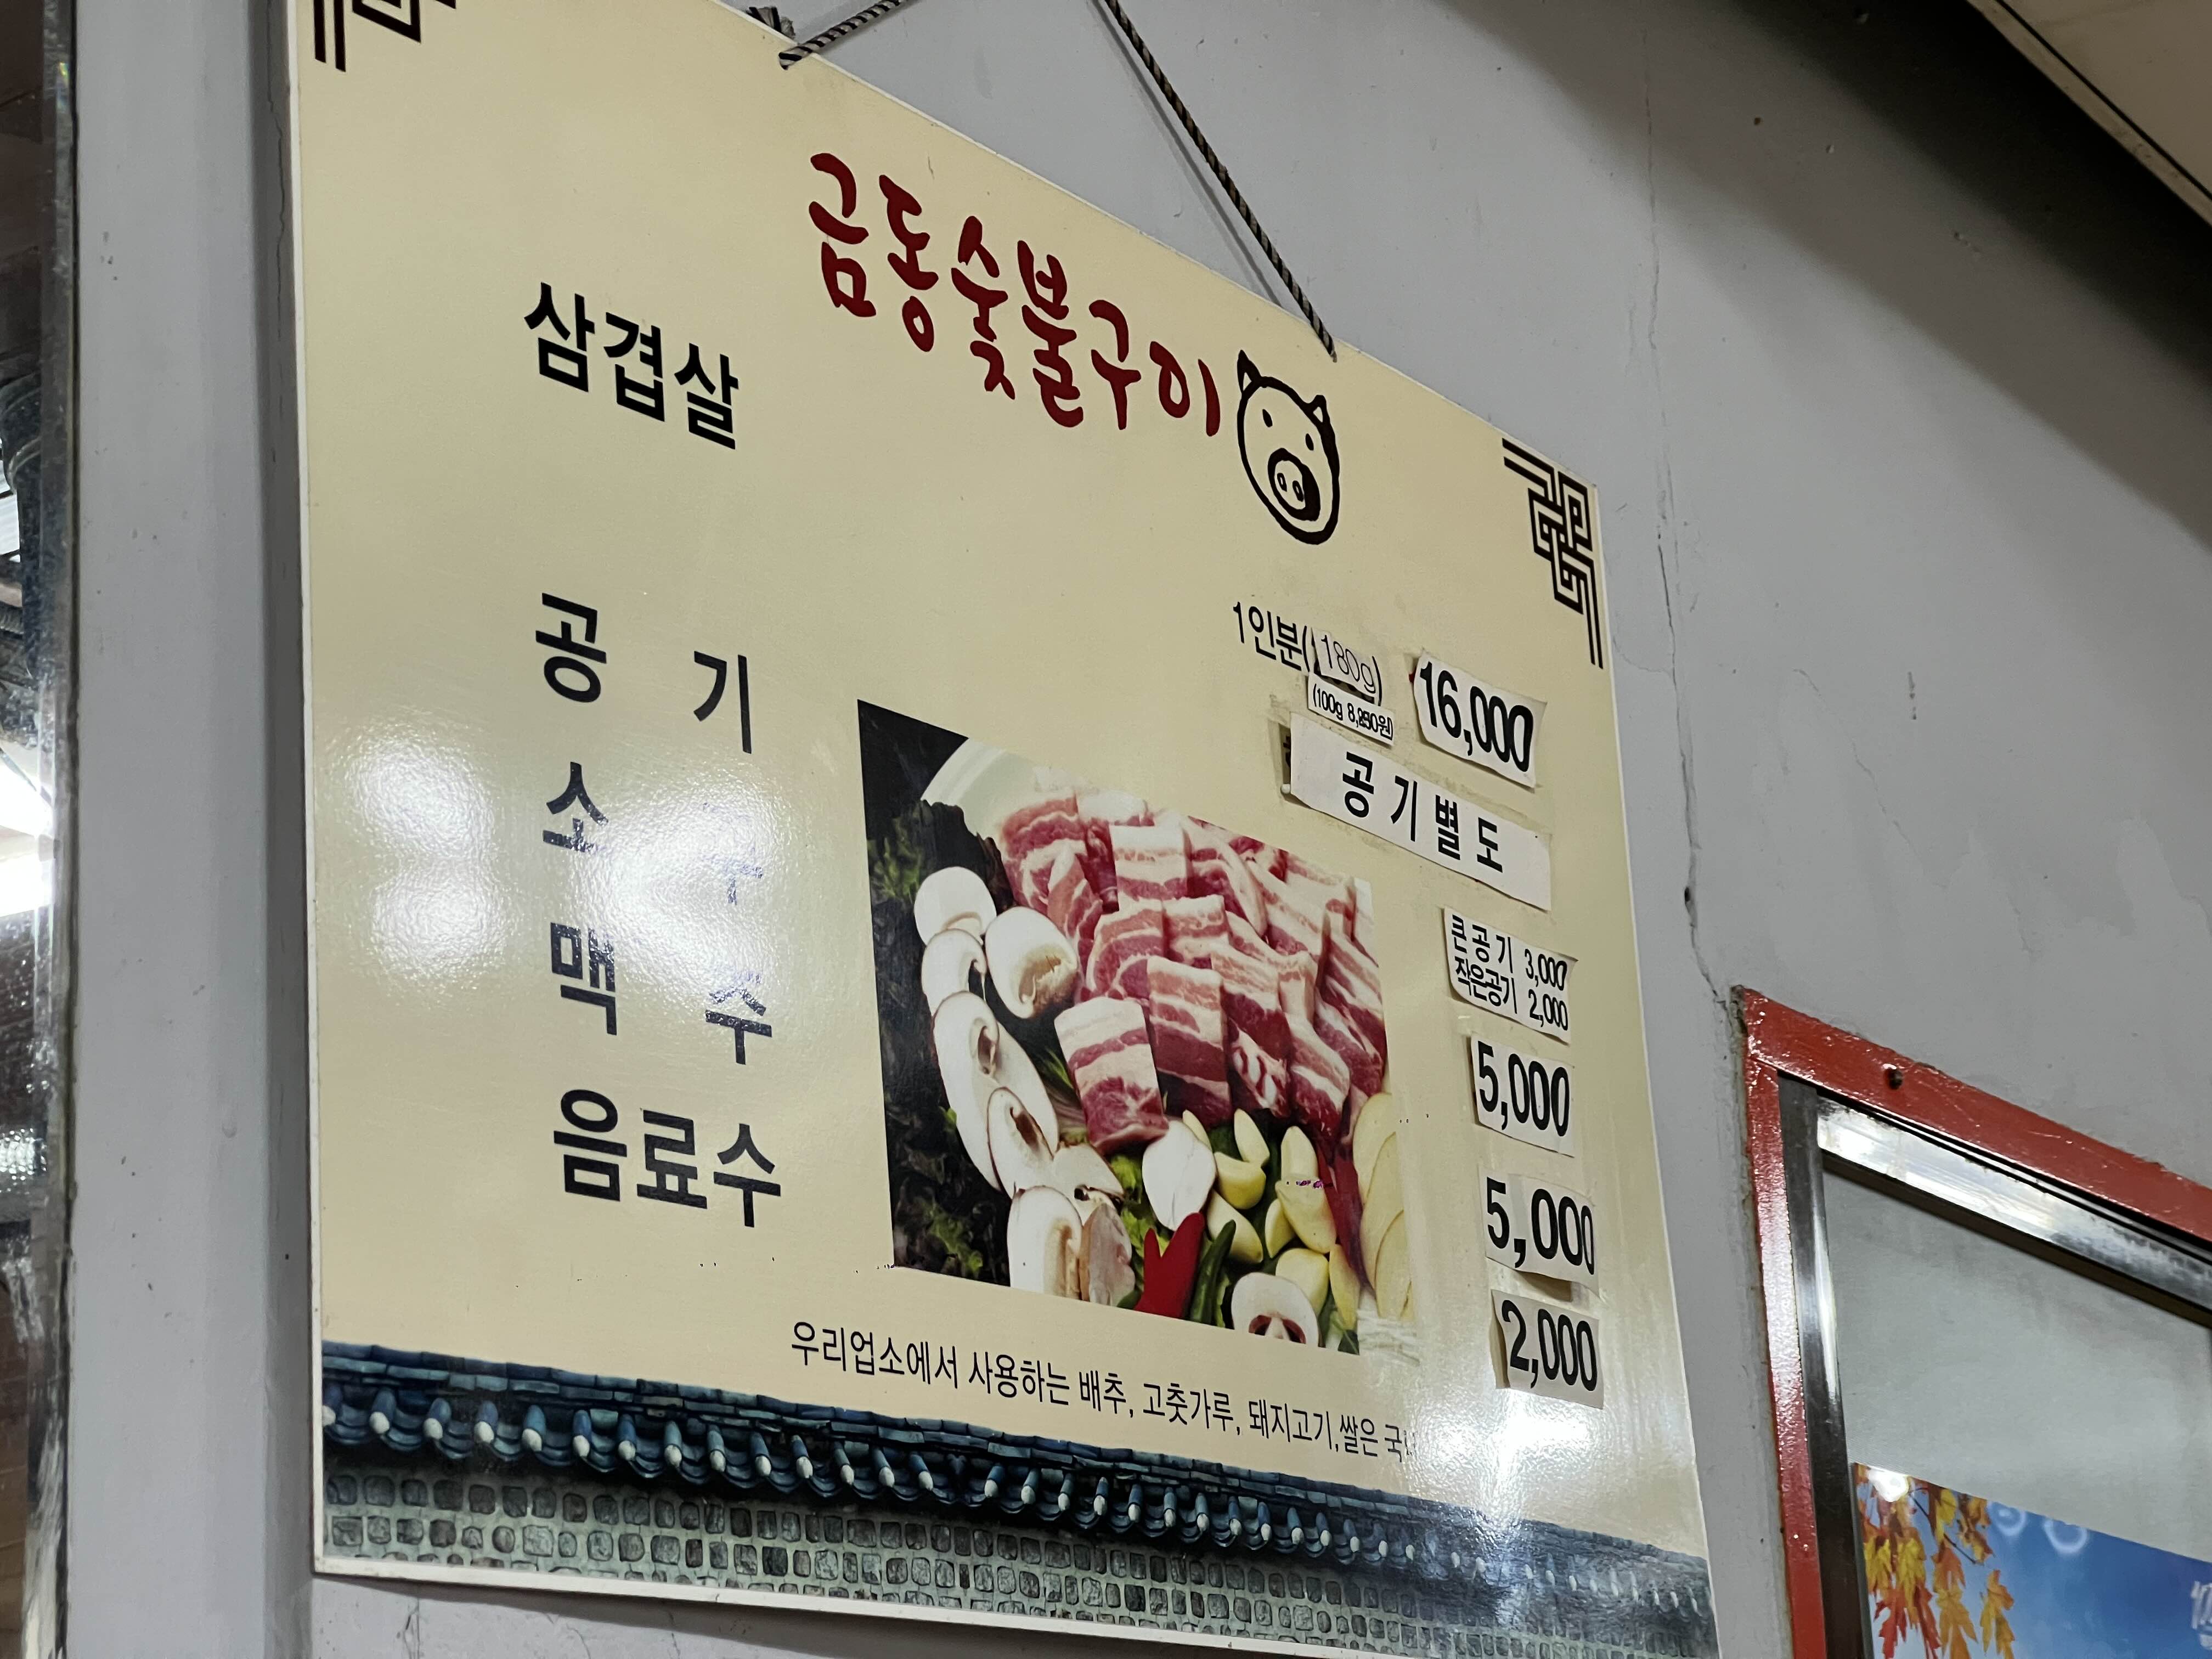 금동숯불구이
삼겹살
1인분(180g) 16,000
(100g 8,250원)
공기별도
공 기
큰공기 3,000
작은공기 2,000
소 주 5,000
맥 주 5,000
음료수 2,000
우리업소에서 사용하는 배추, 고춧가루, 돼지고기,쌀은